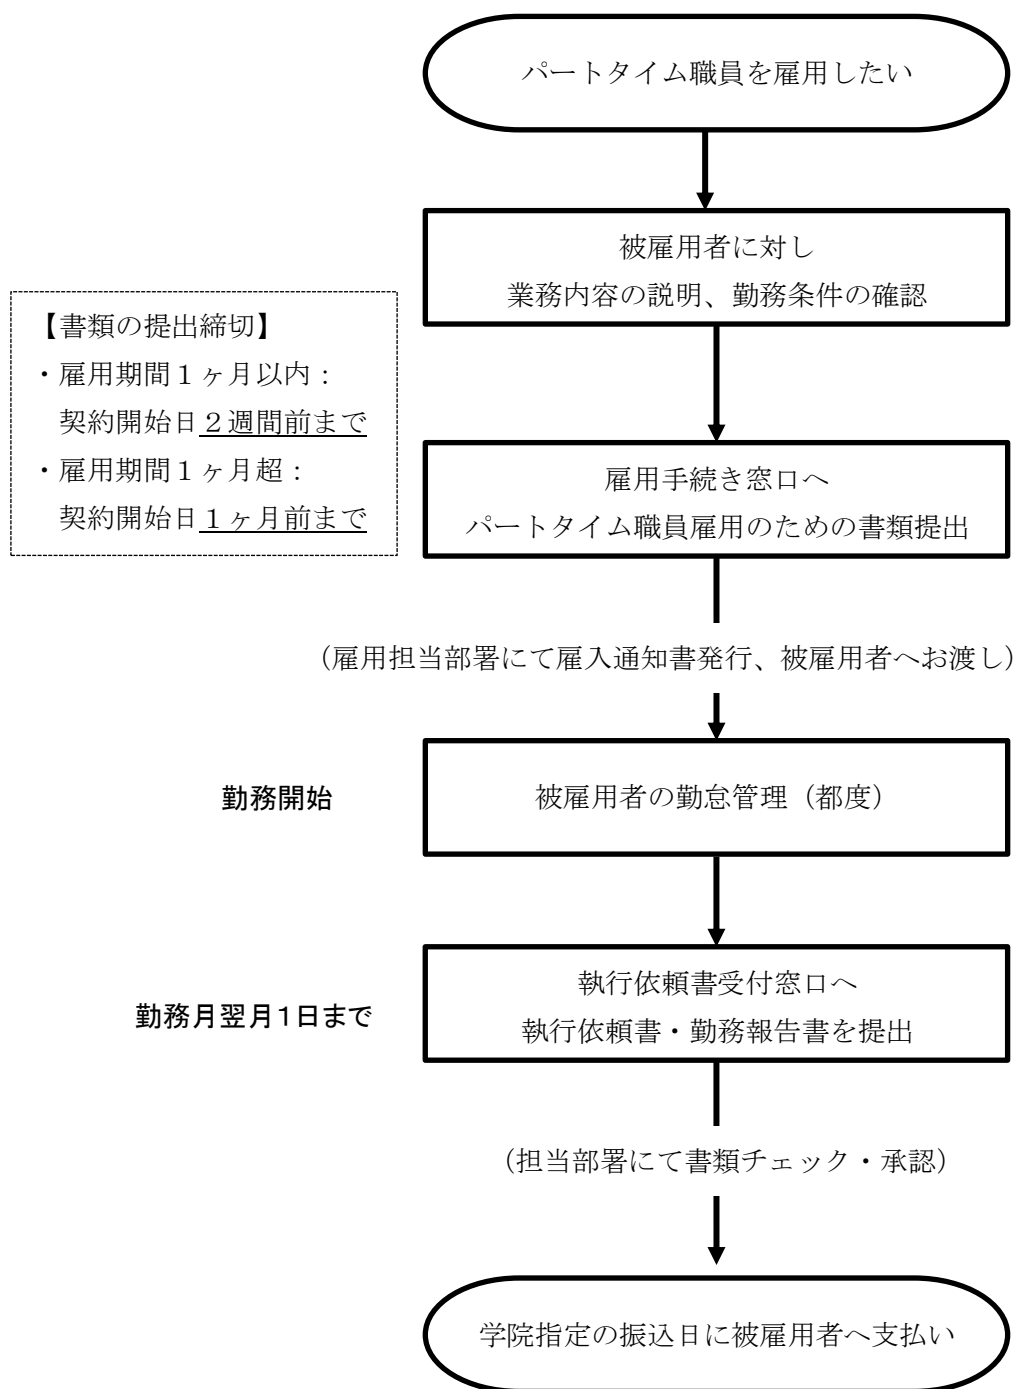 パートタイム職員を雇用したい
被雇用者に対し
業務内容の説明、勤務条件の確認
【書類の提出締切】
・雇用期間１ヶ月以内：
契約開始日２週間前まで
・雇用期間１ヶ月超：
契約開始日１ヶ月前まで
雇用手続き窓口へ
パートタイム職員雇用のための書類提出
（雇用担当部署にて雇入通知書発行、被雇用者へお渡し）
勤務開始
被雇用者の勤怠管理（都度）
勤務月翌月1日まで
執行依頼書受付窓口へ
執行依頼書・勤務報告書を提出
（担当部署にて書類チェック・承認）
学院指定の振込日に被雇用者へ支払い